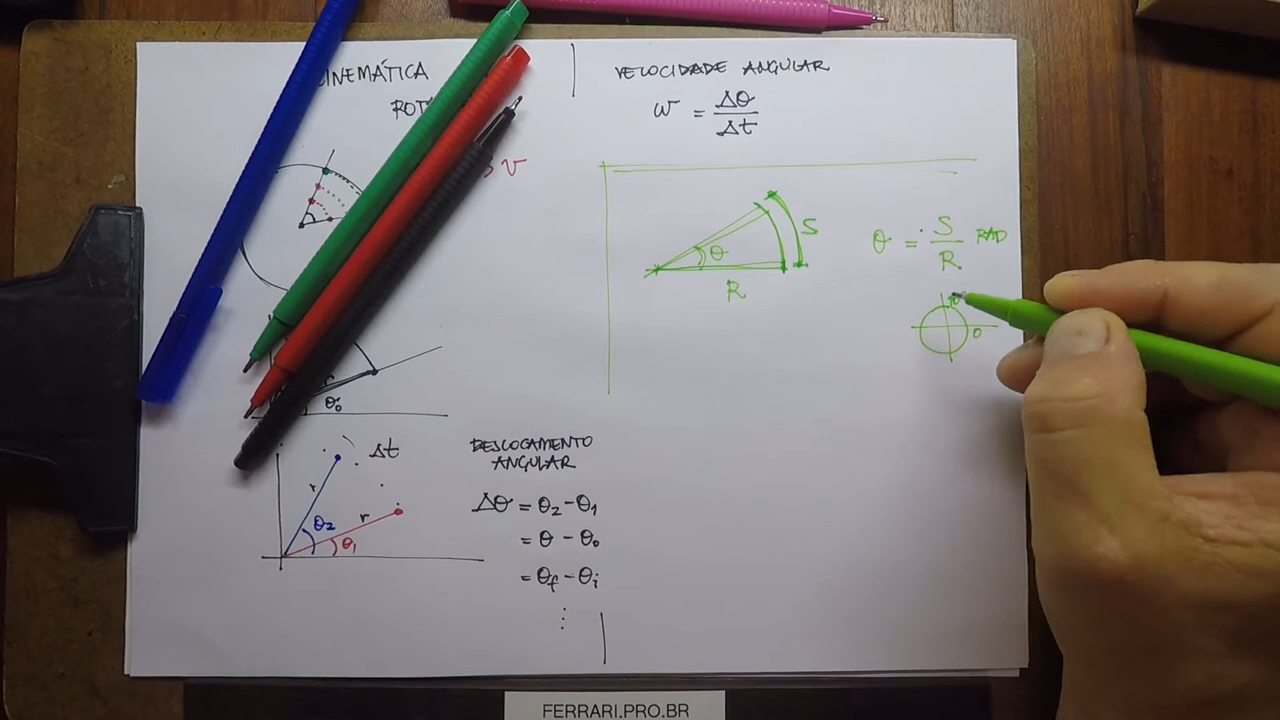 CINEMÁTICA
VELOCIDADE ANGULAR
ω = Δθ/Δt
v
S
θ
R
θ = S/R RAD
0
r
θ₀
Δt
r
θ₂
r
θ₁
DESLOCAMENTO
ANGULAR
Δθ = θ₂ - θ₁
= θ - θ₀
= θf - θi
⋮
FERRARI.PRO.BR